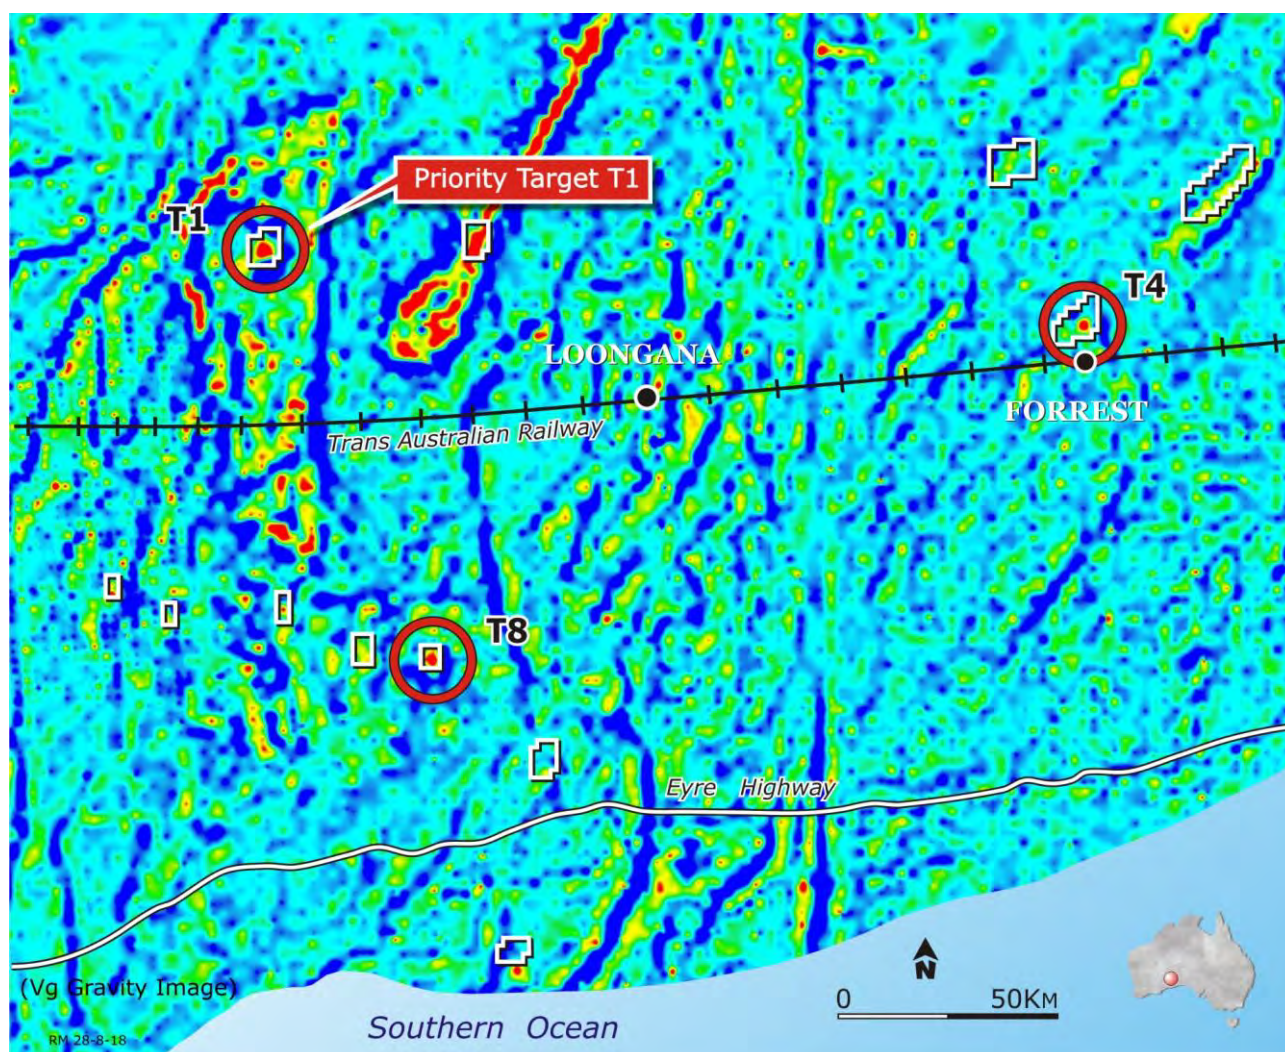 Priority Target T1
T1
T4
LOONGANA
FORREST
Trans Australian Railway
T8
Eyre Highway
(Vg Gravity Image)
N
0 50KM
Southern Ocean
RM 28-8-18